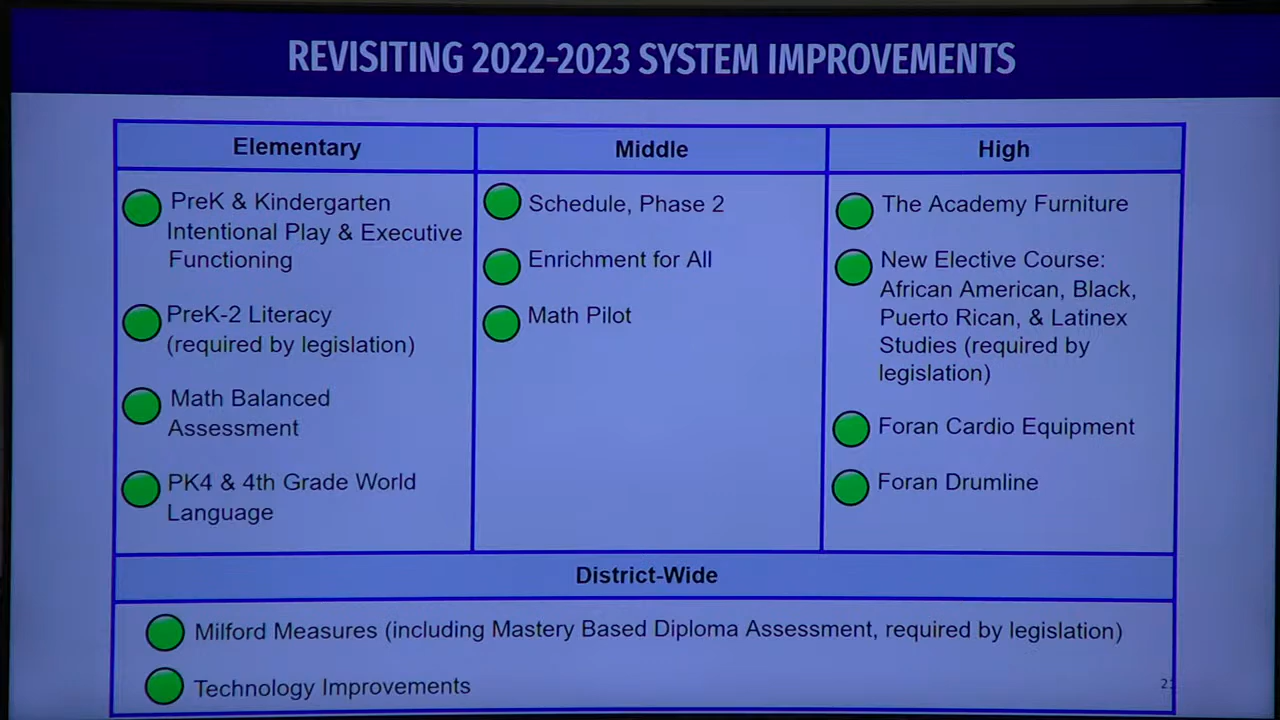 REVISITING 2022-2023 SYSTEM IMPROVEMENTS
Elementary
PreK & Kindergarten
Intentional Play & Executive
Functioning
PreK-2 Literacy
(required by legislation)
Math Balanced
Assessment
PK4 & 4th Grade World
Language
Middle
Schedule, Phase 2
Enrichment for All
Math Pilot
High
The Academy Furniture
New Elective Course:
African American, Black,
Puerto Rican, & Latinex
Studies (required by
legislation)
Foran Cardio Equipment
Foran Drumline
District-Wide
Milford Measures (including Mastery Based Diploma Assessment, required by legislation)
Technology Improvements